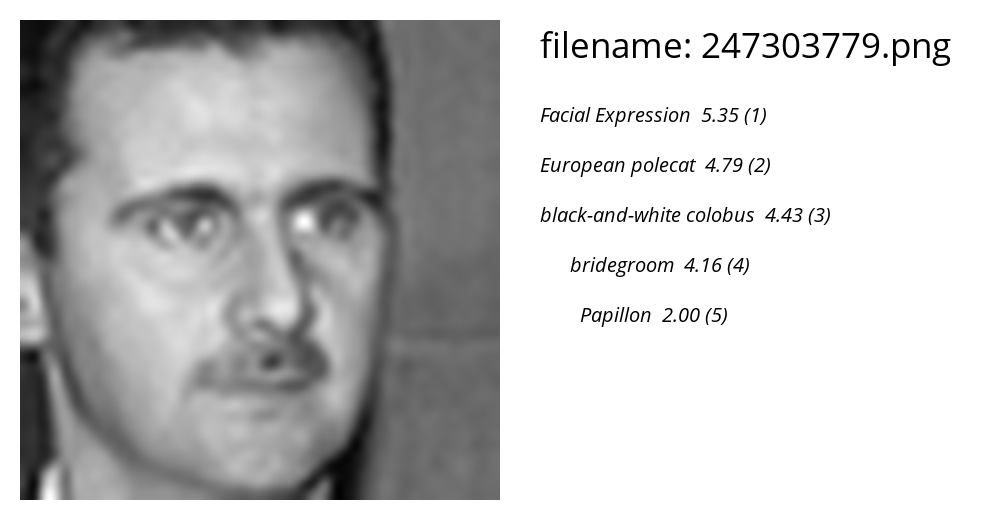 filename: 247303779.png
Facial Expression 5.35 (1)
European polecat 4.79 (2)
black-and-white colobus 4.43 (3)
bridegroom 4.16 (4)
Papillon 2.00 (5)